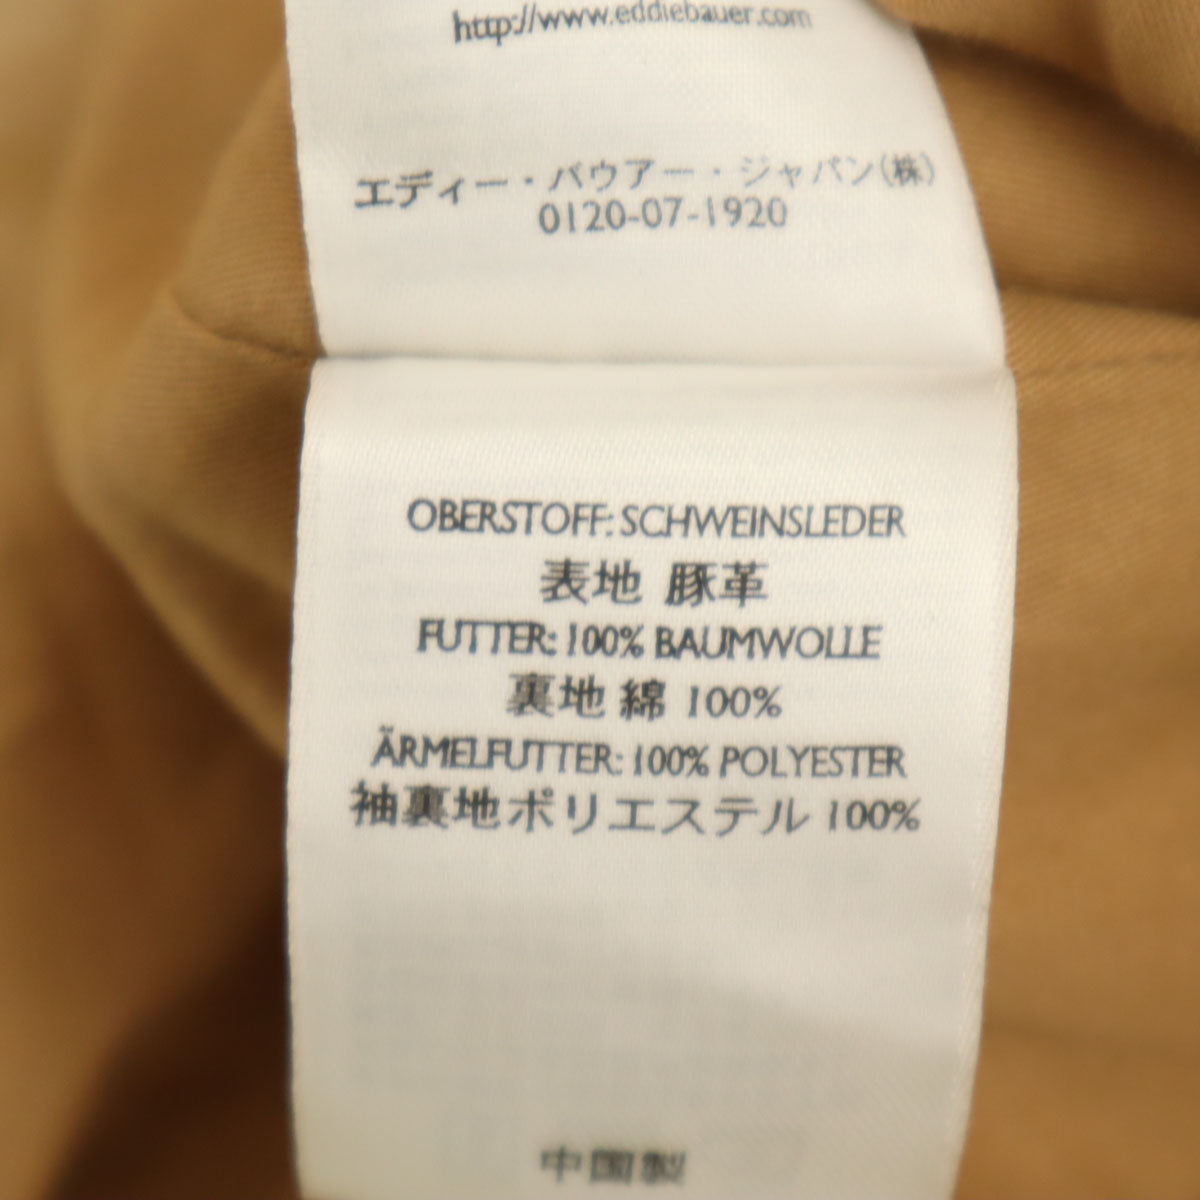 http://www.eddiebauer.com
エディー・バウアー・ジャパン(株)
0120-07-1920
OBERSTOFF: SCHWEINSLEDER
表地 豚革
FUTTER: 100% BAUMWOLLE
裏地 綿 100%
ÃRMELFUTTER: 100% POLYESTER
袖裏地ポリエステル 100%
中国製